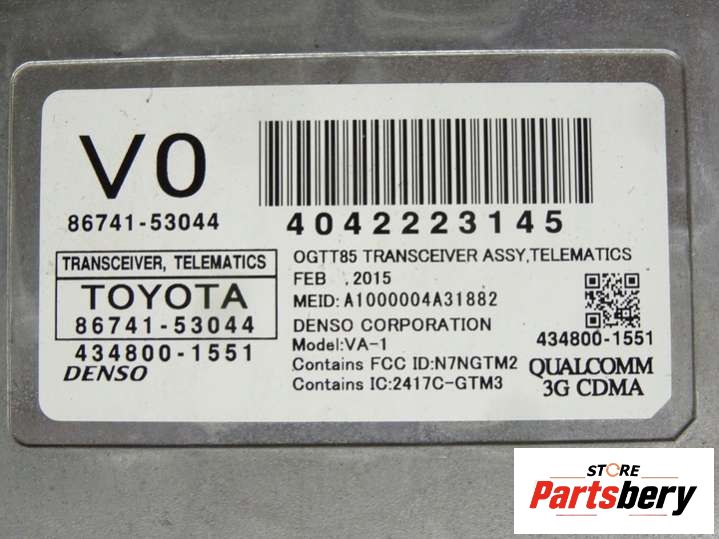 V0
86741-53044
4042223145
TRANSCEIVER, TELEMATICS
TOYOTA
86741-53044
434800-1551
DENSO
OGTT85 TRANSCEIVER ASSY,TELEMATICS
FEB ,2015
MEID:A1000004A31882
DENSO CORPORATION
Model:VA-1
Contains FCC ID:N7NGTM2
Contains IC:2417C-GTM3
434800-1551
QUALCOMM
3G CDMA
STORE
Partsbery